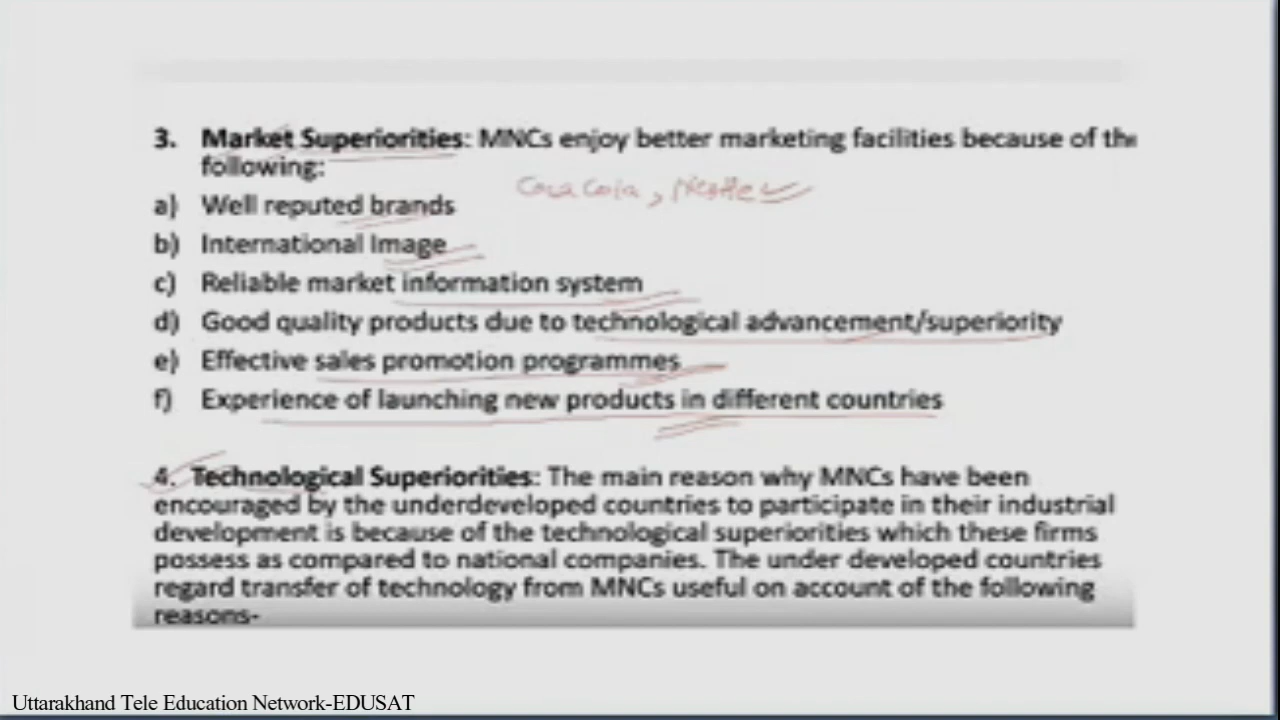 3. Market Superiorities: MNCs enjoy better marketing facilities because of the
following:
Coca Cola,
a) Well reputed brands
b) International Image
c) Reliable market information system
d) Good quality products due to technological advancement/superiority
e) Effective sales promotion programmes
f) Experience of launching new products in different countries
4. Technological Superiorities: The main reason why MNCs have been
encouraged by the underdeveloped countries to participate in their industrial
development is because of the technological superiorities which these firms
possess as compared to national companies. The under developed countries
regard transfer of technology from MNCs useful on account of the following
reasons-
Uttarakhand Tele Education Network-EDUSAT